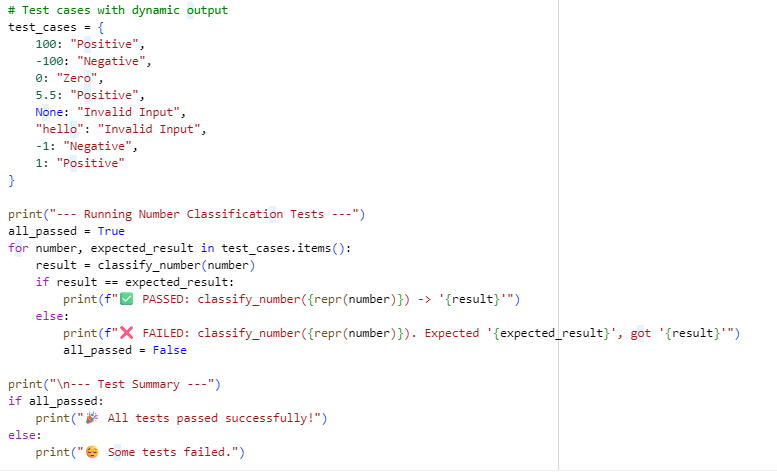 # Test cases with dynamic output
test_cases = {
    100: "Positive",
    -100: "Negative",
    0: "Zero",
    5.5: "Positive",
    None: "Invalid Input",
    "hello": "Invalid Input",
    -1: "Negative",
    1: "Positive"
}

print("--- Running Number Classification Tests ---")
all_passed = True
for number, expected_result in test_cases.items():
    result = classify_number(number)
    if result == expected_result:
        print(f"✅ PASSED: classify_number({repr(number)}) -> '{result}'")
    else:
        print(f"❌ FAILED: classify_number({repr(number)}). Expected '{expected_result}', got '{result}'")
        all_passed = False

print("\n--- Test Summary ---")
if all_passed:
    print("🎉 All tests passed successfully!")
else:
    print("😔 Some tests failed.")